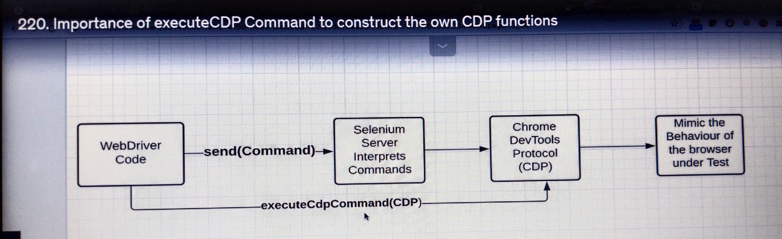 220. Importance of executeCDP Command to construct the own CDP functions
WebDriver
Code
send(Command)
Selenium
Server
Interprets
Commands
Chrome
DevTools
Protocol
(CDP)
Mimic the
Behaviour of
the browser
under Test
executeCdpCommand(CDP)